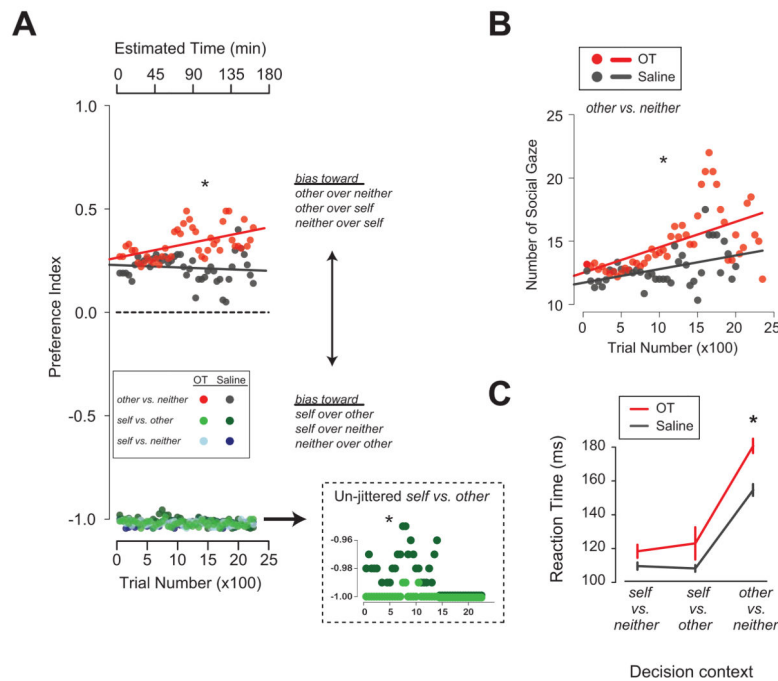 A
Estimated Time (min)
0 45 90 135 180
1.0
0.5
0.0
-0.5
-1.0
Preference Index
*
bias toward
other over neither
other over self
neither over self
bias toward
self over other
self over neither
neither over other
OT Saline
other vs. neither
self vs. other
self vs. neither
0 5 10 15 20 25
Trial Number (x100)
Un-jittered self vs. other
*
-0.96
-0.98
-1.00
0 5 10 15 20
B
OT
Saline
other vs. neither
25
20
15
10
Number of Social Gaze
*
0 5 10 15 20 25
Trial Number (x100)
C
OT
Saline
*
180
160
140
120
100
Reaction Time (ms)
self vs. neither
self vs. other
other vs. neither
Decision context